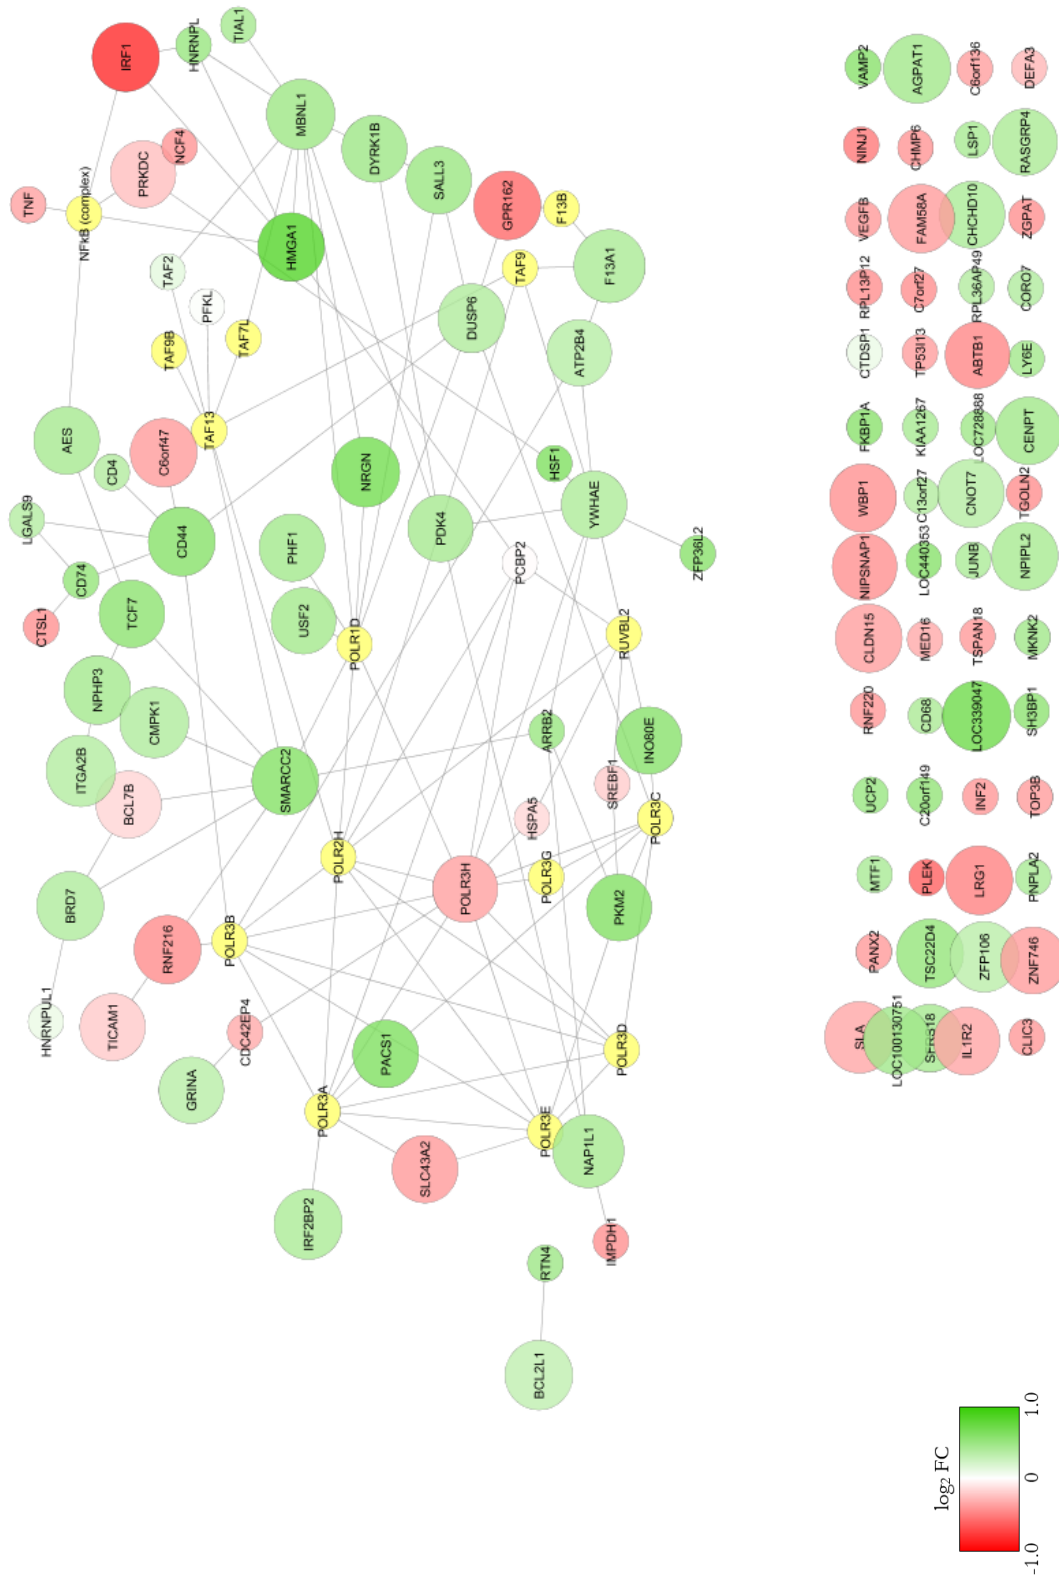 IRF1
HNRNPL
TIAL1
TNF
NFkB (complex)
PRKDC
NCF4
MBNL1
DYRK1B
SALL3
GPR162
F13B
TAF9
F13A1
HMGA1
TAF2
PFKL
TAF9B
TAF7L
TAF13
DUSP6
ATP2B4
AES
CD4
C6orf47
LGALS9
CD44
CD74
CTSL1
TCF7
NRGN
PDK4
HSF1
YWHAE
ZFP36L2
PHF1
USF2
PCBP2
POLR1D
RUVBL2
NPHP3
CMPK1
ITGA2B
BCL7B
SMARCC2
ARRB2
INO80E
SREBF1
HSPA5
POLR3C
POLR2H
POLR3H
POLR3G
PKM2
BRD7
HNRNPUL1
RNF216
POLR3B
TICAM1
CDC42EP4
GRINA
PACS1
POLR3D
POLR3A
POLR3E
NAP1L1
SLC43A2
IRF2BP2
IMPDH1
RTN4
BCL2L1
VAMP2
AGPAT1
C6orf136
DEFA3
NINJ1
CHMP6
LSP1
RASGRP4
VEGFB
FAM58A
CHCHD10
ZGPAT
RPL13P12
C7orf27
RPL36AP49
CORO7
CTDSP1
TP53I13
ABTB1
LY6E
FKBP1A
KIAA1267
LOC728888
CENPT
WBP1
C13orf27
CNOT7
TGOLN2
NIPSNAP1
LOC440353
JUNB
NPIPL2
CLDN15
MED16
TSPAN18
MKNK2
RNF220
CD68
LOC339047
SH3BP1
UCP2
C20orf149
INF2
TOP3B
MTF1
PLEK
LRG1
PNPLA2
PANX2
TSC22D4
ZFP106
ZNF746
SLA
LOC100130751
SFRS18
IL1R2
CLIC3
log₂ FC
-1.0
0
1.0